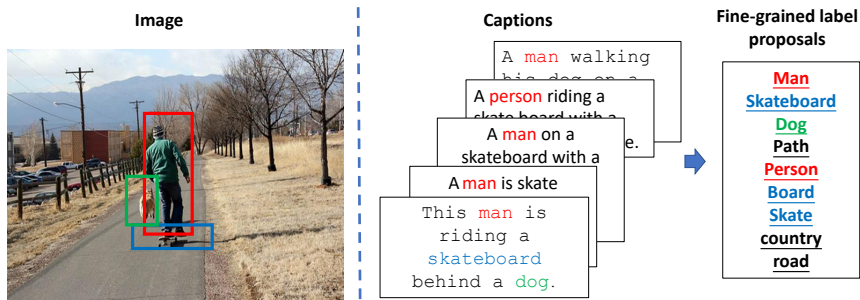 Image
Captions
Fine-grained label
proposals
A man walking
his dog on a
A person riding a
skate board with a
e.
A man on a
skateboard with a
A man is skate
This man is
riding a
skateboard
behind a dog.
Man
Skateboard
Dog
Path
Person
Board
Skate
country
road